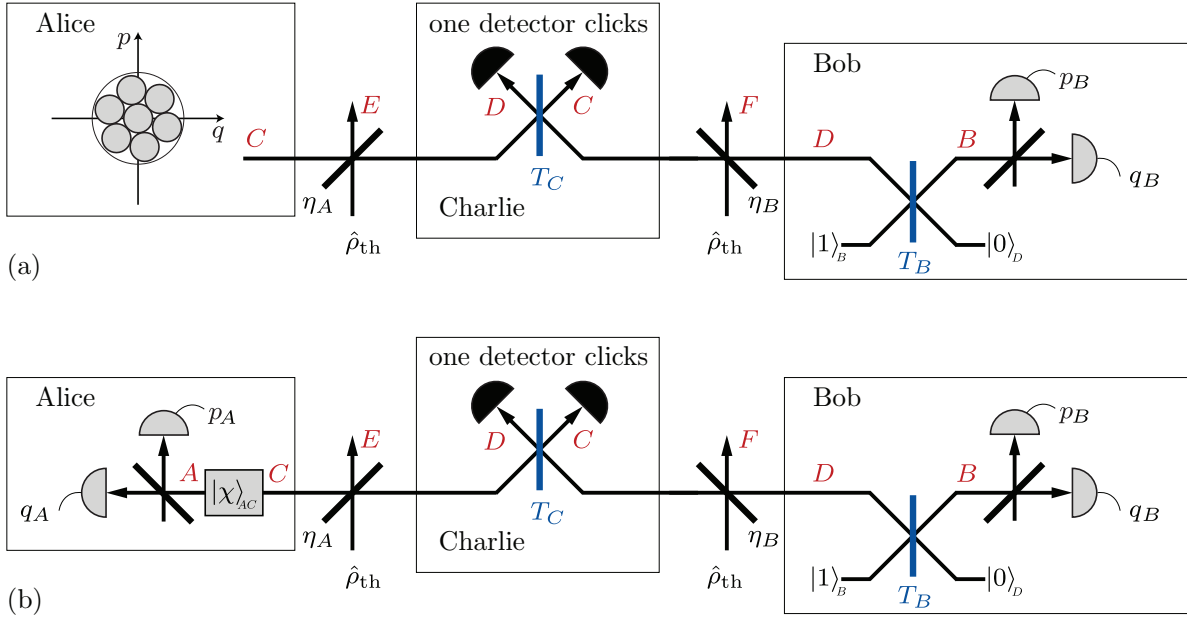 Alice
p
q
C
η_A
E
ρ̂_th
one detector clicks
D
C
T_C
Charlie
F
η_B
ρ̂_th
Bob
D
B
p_B
q_B
|1⟩_B
T_B
|0⟩_D
(a)
Alice
p_A
q_A
A
|χ⟩_AC
C
η_A
E
ρ̂_th
one detector clicks
D
C
T_C
Charlie
F
η_B
ρ̂_th
Bob
D
B
p_B
q_B
|1⟩_B
T_B
|0⟩_D
(b)